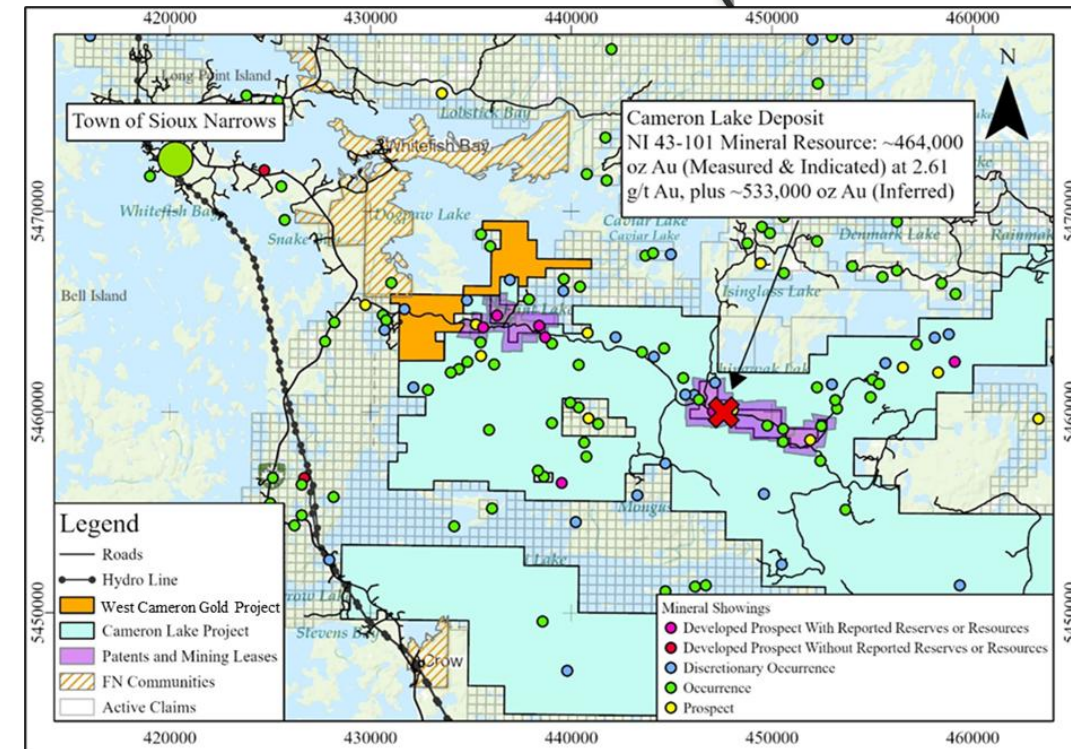 420000 430000 440000 450000 460000
N
Long Point Island
Town of Sioux Narrows
Lobstick Bay
Whitefish Bay
Cameron Lake Deposit
NI 43-101 Mineral Resource: ~464,000
oz Au (Measured & Indicated) at 2.61
g/t Au, plus ~533,000 oz Au (Inferred)
5470000
5470000
Whitefish Bay
Dogpaw Lake
Snake
Caviar Lake
Caviar Lake
Denmark Lake
Isinglass Lake
Bell Island
5460000
5460000
Lake
Stevens Bay
Crow
5450000
5450000
Legend
Roads
Hydro Line
West Cameron Gold Project
Cameron Lake Project
Patents and Mining Leases
FN Communities
Active Claims
Mineral Showings
Developed Prospect With Reported Reserves or Resources
Developed Prospect Without Reported Reserves or Resources
Discretionary Occurrence
Occurrence
Prospect
420000 430000 440000 450000 460000